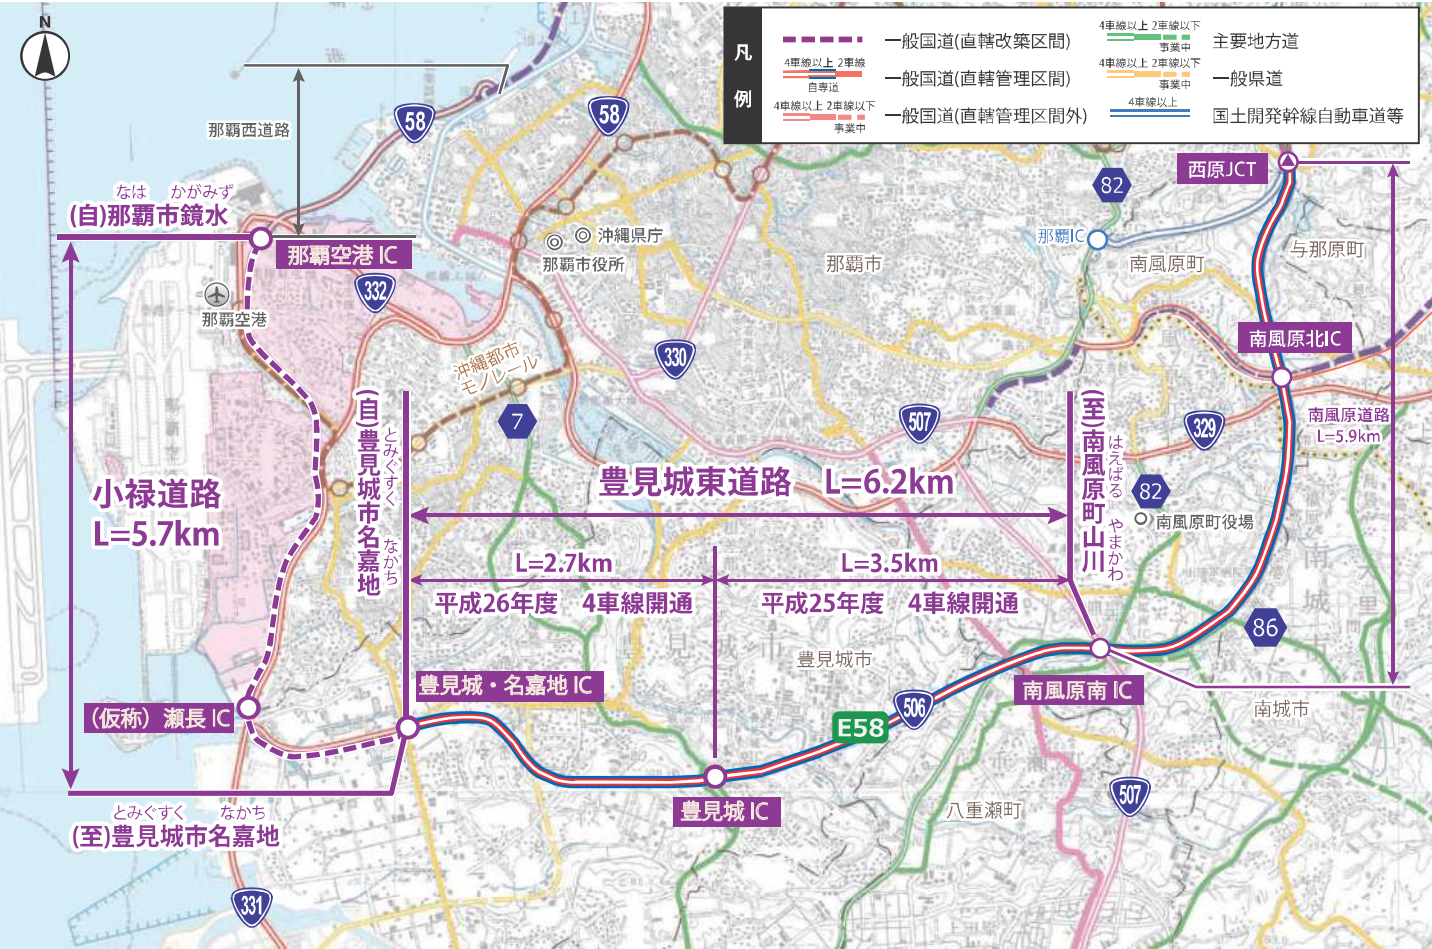 N
凡例
一般国道(直轄改築区間)
4車線以上 2車線
自専道
一般国道(直轄管理区間)
4車線以上 2車線以下
事業中
一般国道(直轄管理区間外)
4車線以上 2車線以下
事業中
主要地方道
4車線以上 2車線以下
事業中
一般県道
4車線以上
国土開発幹線自動車道等
58
58
那覇西道路
82
西原JCT
なは かがみず
(自)那覇市鏡水
那覇空港 IC
沖縄県庁
那覇市役所
那覇市
那覇IC
南風原町
与那原町
332
那覇空港
沖縄都市
モノレール
330
南風原北IC
7
507
329
南風原道路
L=5.9km
(自)豊見城市名嘉地
とみぐすく なかち
(至)南風原町山川
はえばる やまかわ
小禄道路
L=5.7km
豊見城東道路 L=6.2km
82
南風原町役場
L=2.7km
L=3.5km
平成26年度 4車線開通
平成25年度 4車線開通
86
豊見城市
豊見城・名嘉地 IC
南風原南 IC
506
E58
南城市
(仮称)瀬長 IC
豊見城 IC
507
八重瀬町
とみぐすく なかち
(至)豊見城市名嘉地
331